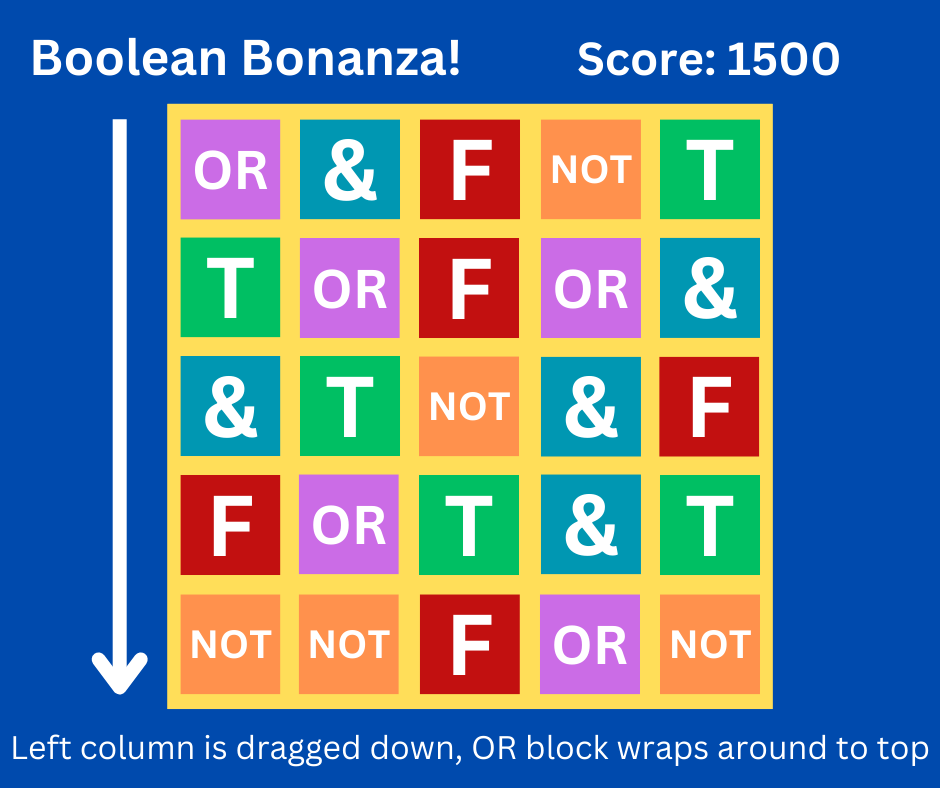 Boolean Bonanza! Score: 1500
OR & F NOT T
T OR F OR &
& T NOT & F
F OR T & T
NOT NOT F OR NOT
Left column is dragged down, OR block wraps around to top